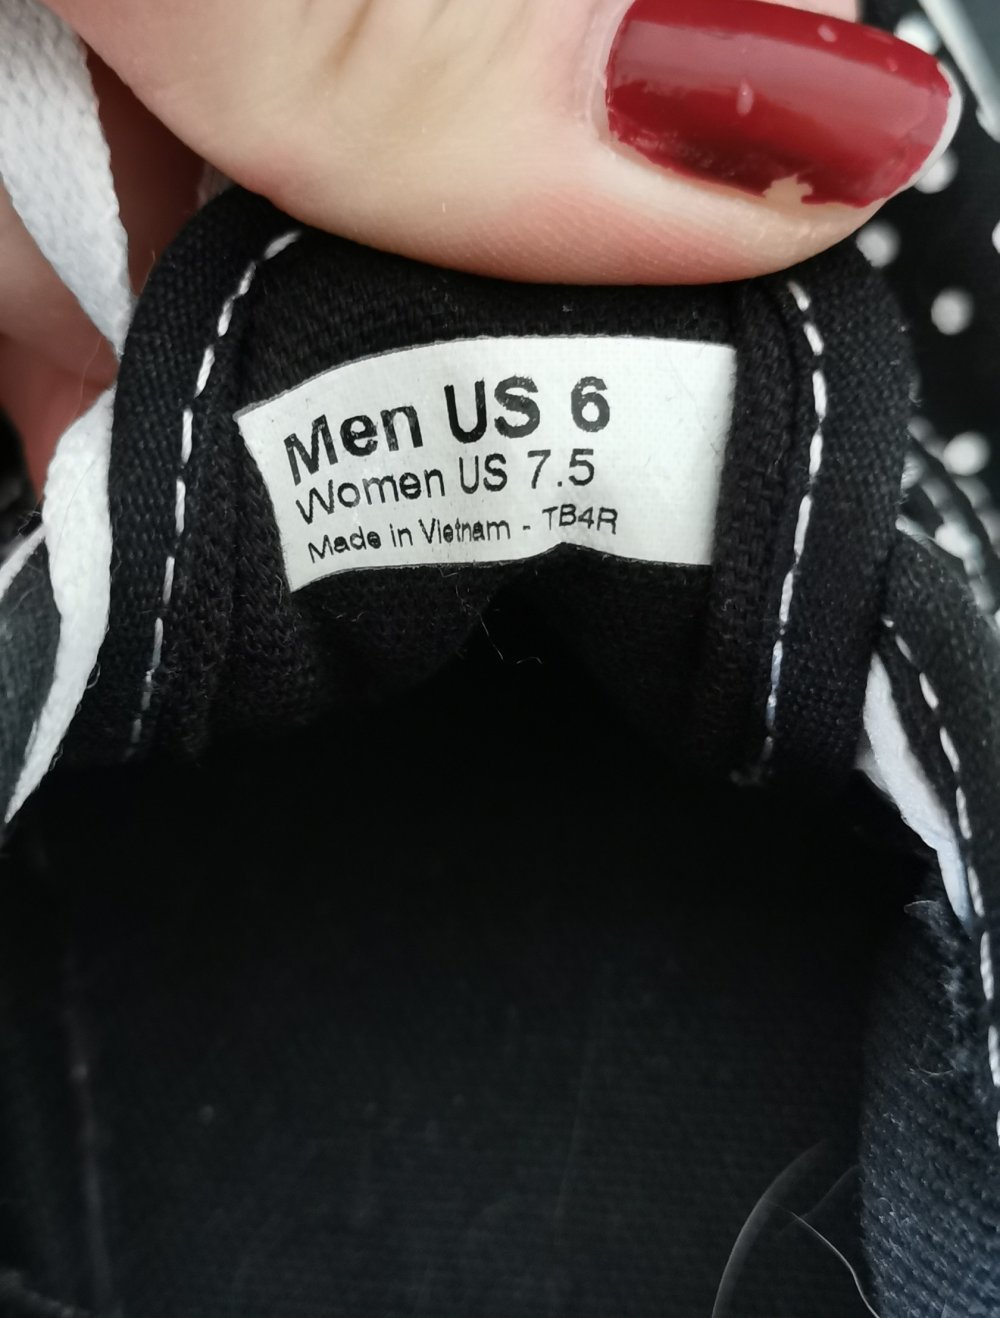 Men US 6
Women US 7.5
Made in Vietnam - TB4R